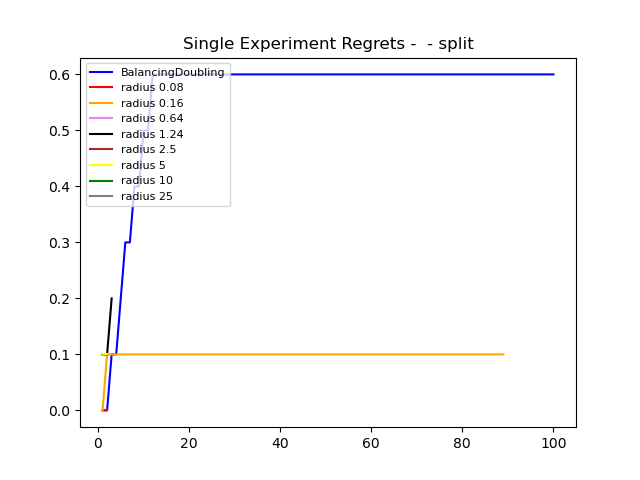 Single Experiment Regrets -  - split
0.6
0.5
0.4
0.3
0.2
0.1
0.0
BalancingDoubling
radius 0.08
radius 0.16
radius 0.64
radius 1.24
radius 2.5
radius 5
radius 10
radius 25
0 20 40 60 80 100